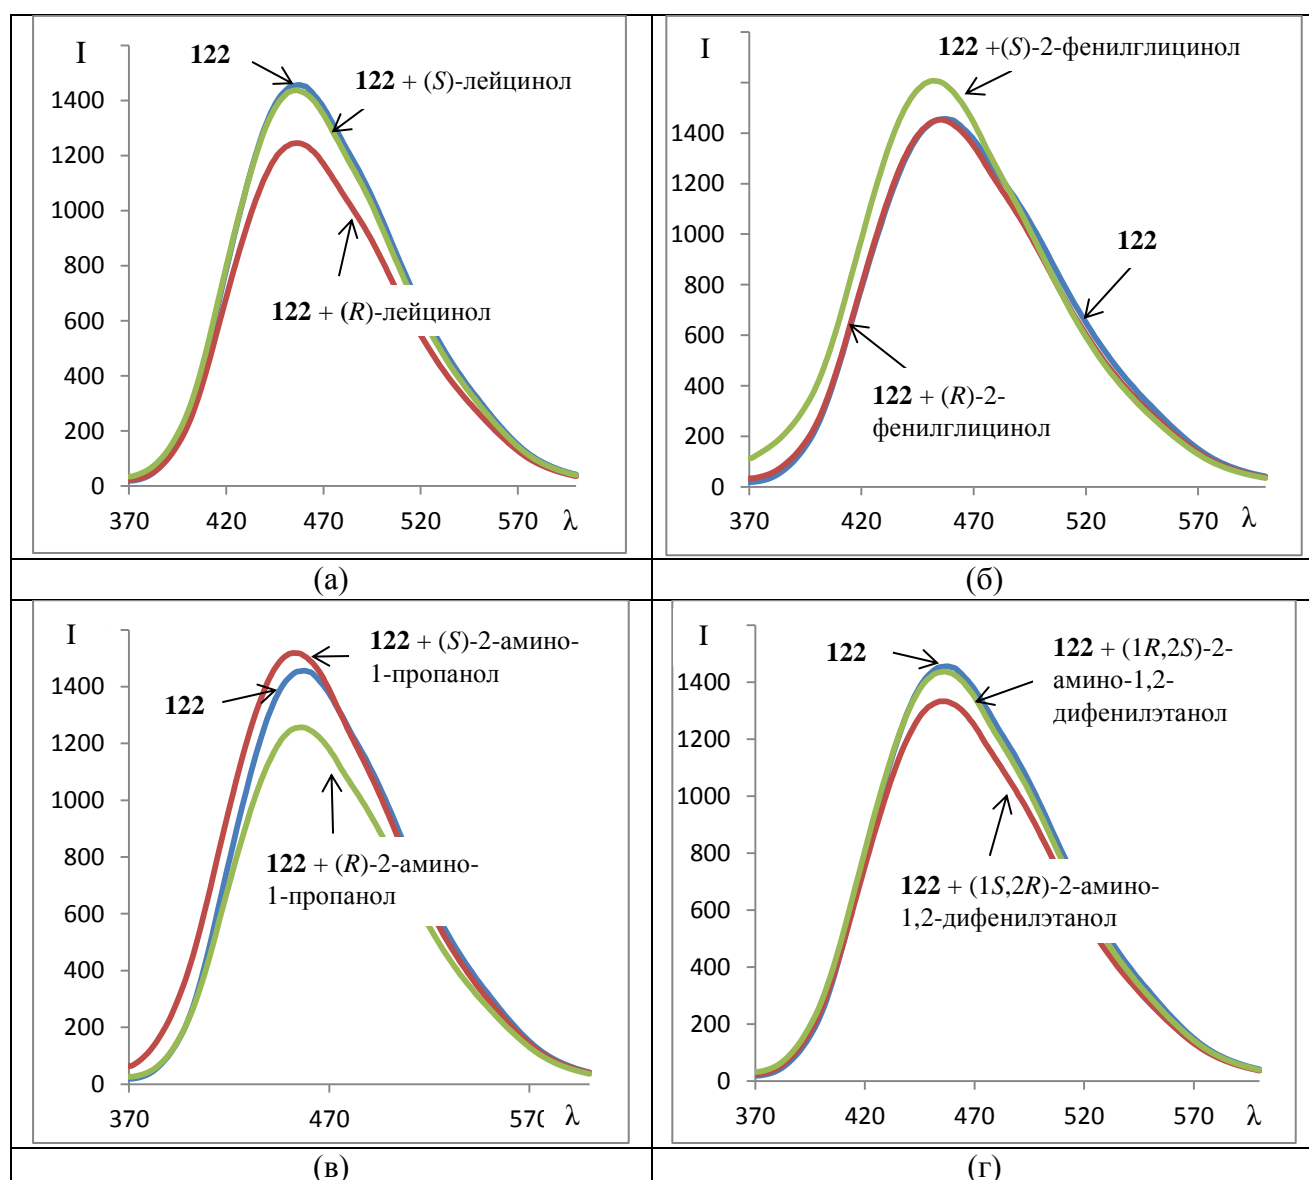 I
122
122 + (S)-лейцинол
122 + (R)-лейцинол
1400
1200
1000
800
600
400
200
0
370 420 470 520 570 λ
(а)
I
122 +(S)-2-фенилглицинол
122
122 + (R)-2-
фенилглицинол
1400
1200
1000
800
600
400
200
0
370 420 470 520 570 λ
(б)
I
122 + (S)-2-амино-
1-пропанол
122
122 + (R)-2-амино-
1-пропанол
1400
1200
1000
800
600
400
200
0
370 470 570 λ
(в)
I
122
122 + (1R,2S)-2-
амино-1,2-
дифенилэтанол
122 + (1S,2R)-2-амино-
1,2-дифенилэтанол
1400
1200
1000
800
600
400
200
0
370 420 470 520 570 λ
(г)